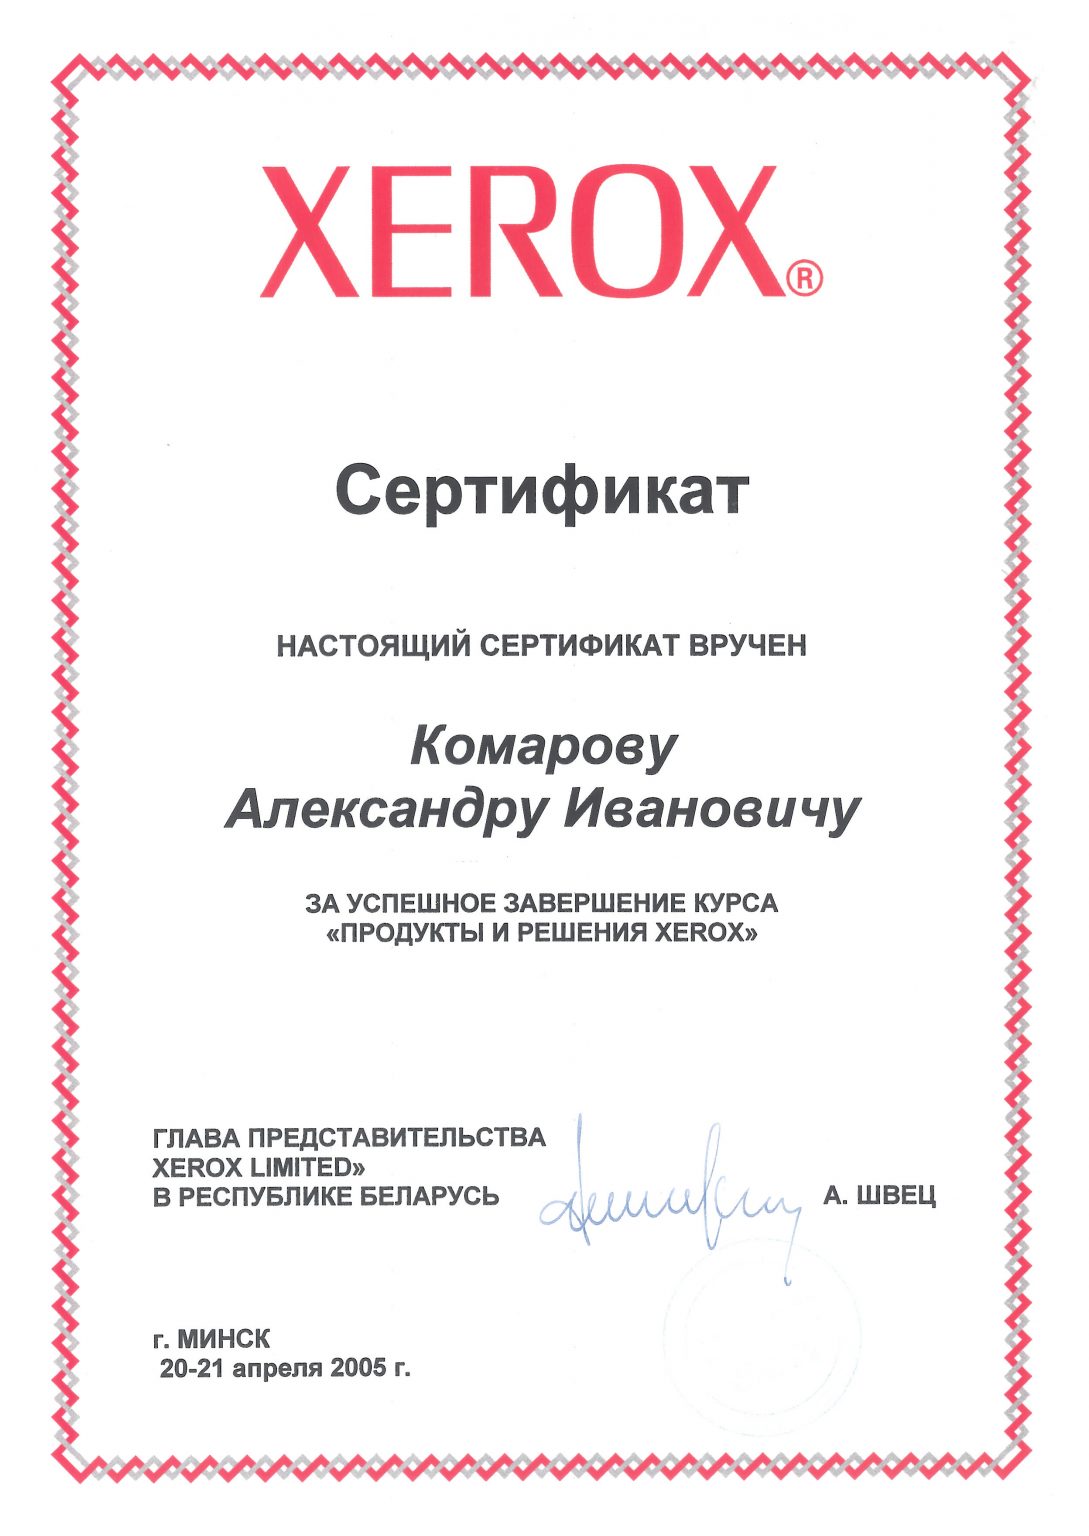 XEROX®
Сертификат
НАСТОЯЩИЙ СЕРТИФИКАТ ВРУЧЕН
Комарову
Александру Ивановичу
ЗА УСПЕШНОЕ ЗАВЕРШЕНИЕ КУРСА
«ПРОДУКТЫ И РЕШЕНИЯ XEROX»
ГЛАВА ПРЕДСТАВИТЕЛЬСТВА
XEROX LIMITED»
В РЕСПУБЛИКЕ БЕЛАРУСЬ
А. ШВЕЦ
г. МИНСК
20-21 апреля 2005 г.